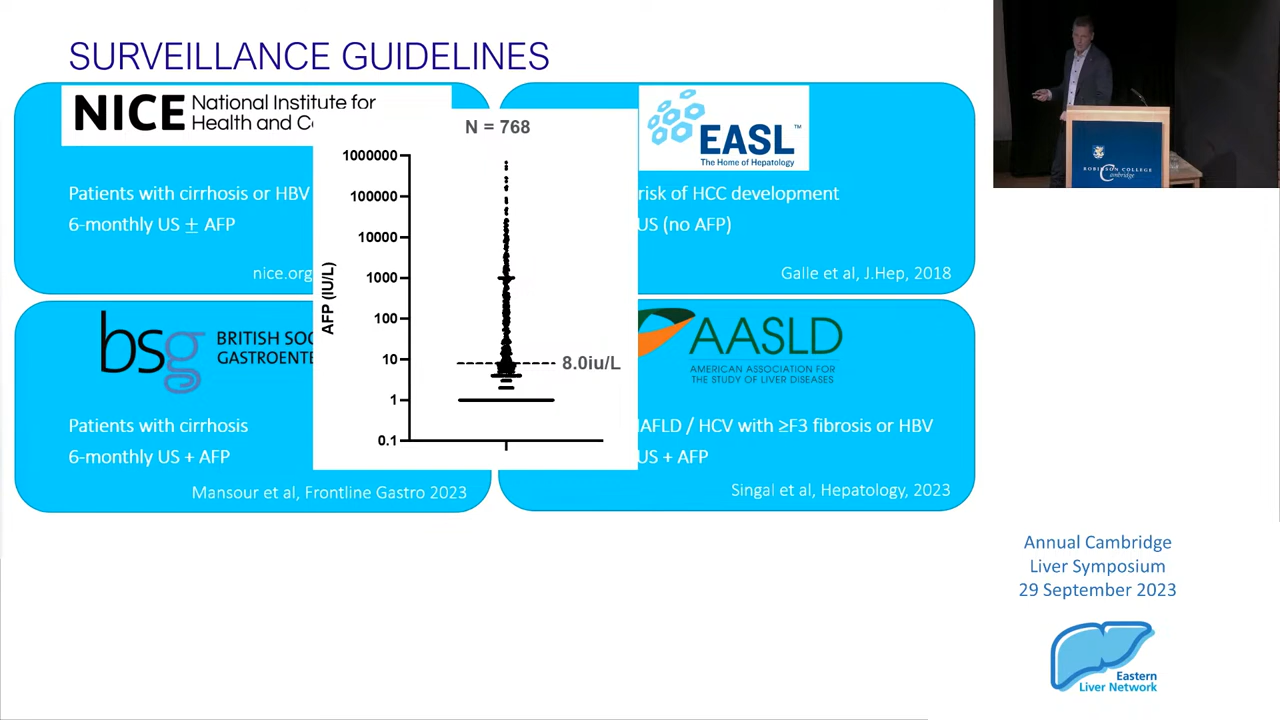 SURVEILLANCE GUIDELINES
NICE National Institute for
Health and C
Patients with cirrhosis or HBV
6-monthly US ± AFP
nice.org
EASL™
The Home of Hepatology
risk of HCC development
US (no AFP)
Galle et al, J.Hep, 2018
N = 768
1000000
100000
10000
1000
100
10
1
0.1
AFP (IU/L)
8.0iu/L
bsg BRITISH SOC
GASTROENTE
Patients with cirrhosis
6-monthly US + AFP
Mansour et al, Frontline Gastro 2023
AASLD
AMERICAN ASSOCIATION FOR
THE STUDY OF LIVER DISEASES
AFLD / HCV with ≥F3 fibrosis or HBV
US + AFP
Singal et al, Hepatology, 2023
ROBINSON COLLEGE
Cambridge
Annual Cambridge
Liver Symposium
29 September 2023
Eastern
Liver Network